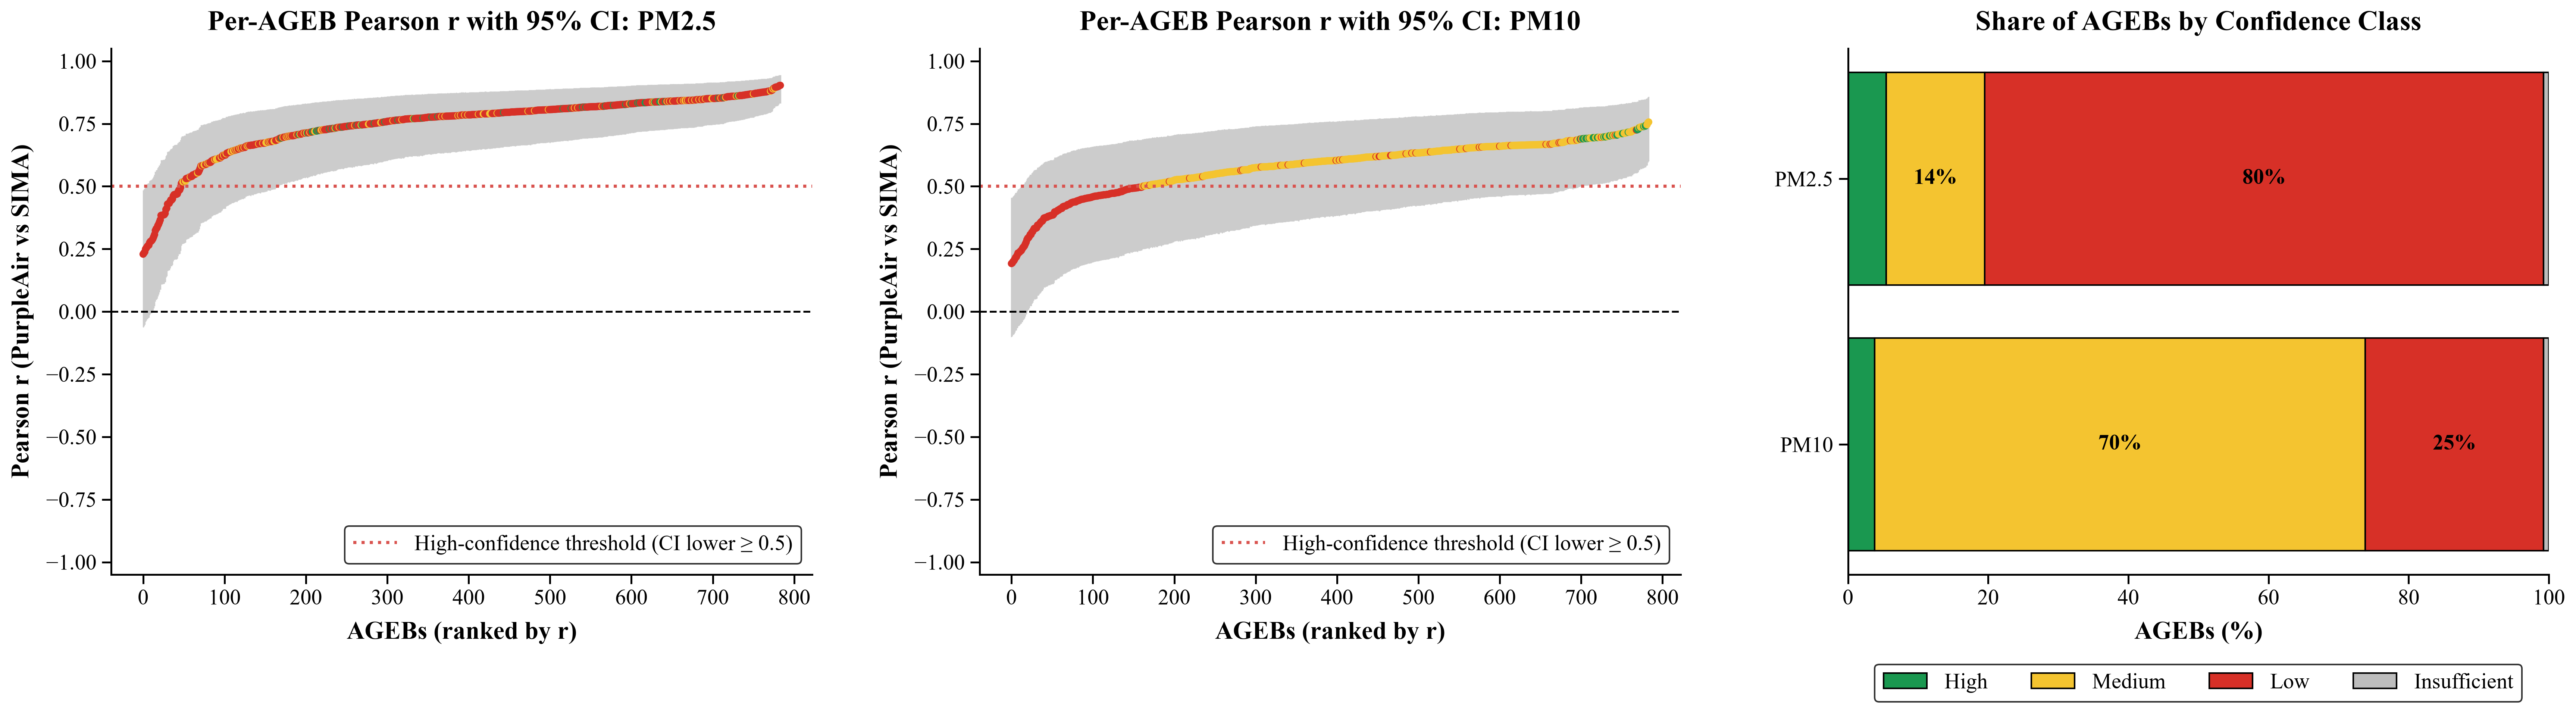 Per-AGEB Pearson r with 95% CI: PM2.5
Pearson r (PurpleAir vs SIMA)
1.00
0.75
0.50
0.25
0.00
−0.25
−0.50
−0.75
−1.00
High-confidence threshold (CI lower ≥ 0.5)
0 100 200 300 400 500 600 700 800
AGEBs (ranked by r)
Per-AGEB Pearson r with 95% CI: PM10
Pearson r (PurpleAir vs SIMA)
1.00
0.75
0.50
0.25
0.00
−0.25
−0.50
−0.75
−1.00
High-confidence threshold (CI lower ≥ 0.5)
0 100 200 300 400 500 600 700 800
AGEBs (ranked by r)
Share of AGEBs by Confidence Class
PM2.5 14% 80%
PM10 70% 25%
0 20 40 60 80 100
AGEBs (%)
High Medium Low Insufficient